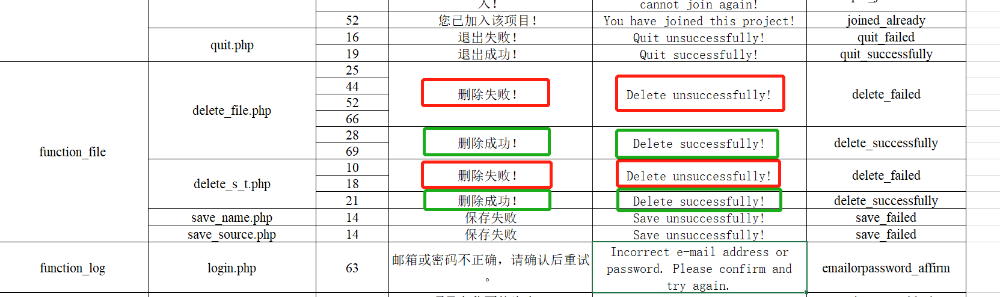 人！ cannot join again!
52 您已加入该项目！ You have joined this project! joined_already
quit.php 16 退出失败！ Quit unsuccessfully! quit_failed
19 退出成功！ Quit successfully! quit_successfully
function_file delete_file.php 25
44
52
66
删除失败！ Delete unsuccessfully! delete_failed
28
69
删除成功！ Delete successfully! delete_successfully
delete_s_t.php 10
18
删除失败！ Delete unsuccessfully! delete_failed
21 删除成功！ Delete successfully! delete_successfully
save_name.php 14 保存失败 Save unsuccessfully! save_failed
save_source.php 14 保存失败 Save unsuccessfully! save_failed
function_log login.php 63 邮箱或密码不正确，请确认后重试
。
Incorrect e-mail address or
password. Please confirm and
try again.
emailorpassword_affirm